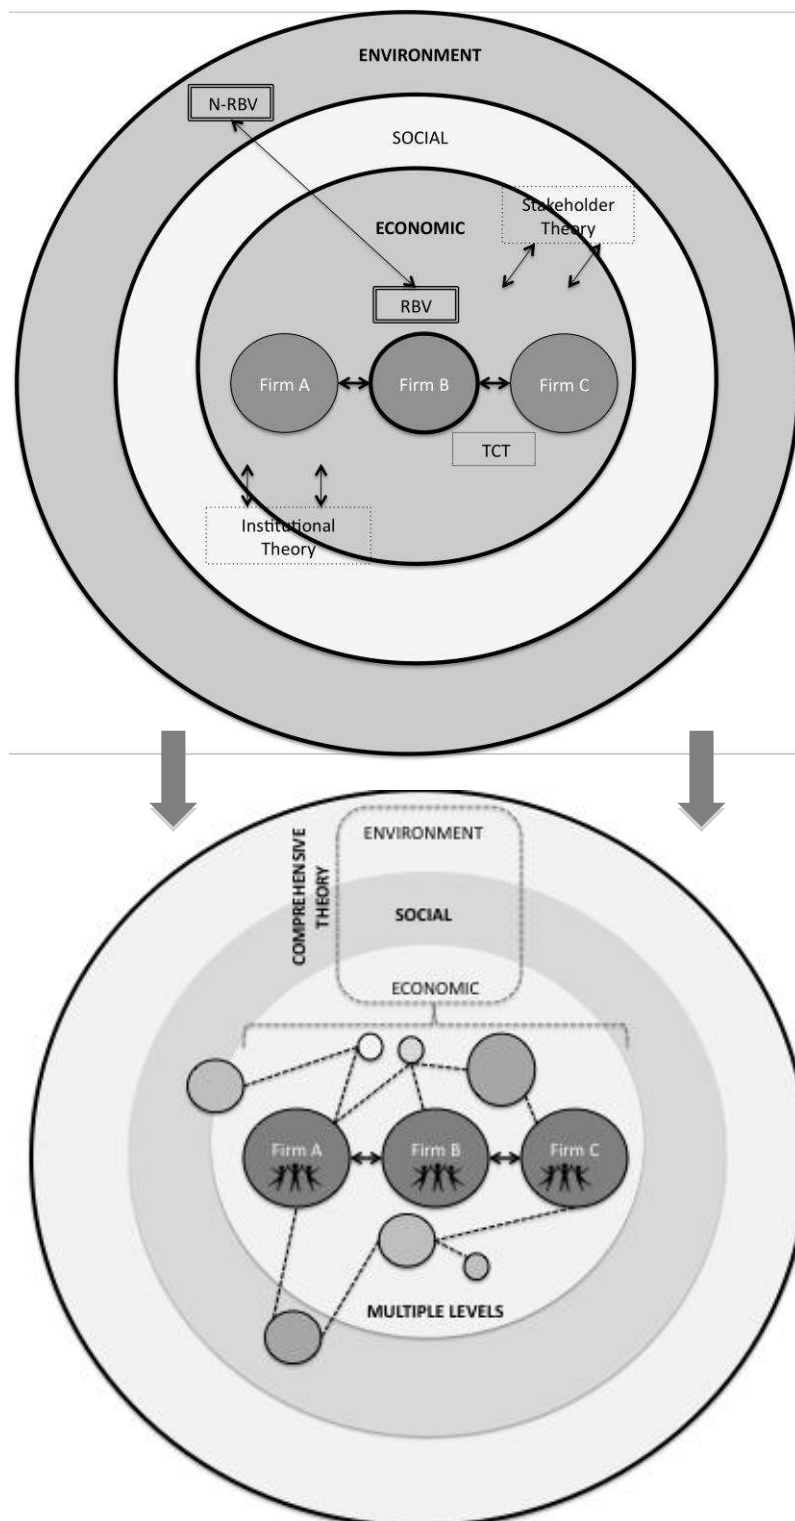 ENVIRONMENT
N-RBV
SOCIAL
Stakeholder
Theory
ECONOMIC
RBV
Firm A
Firm B
Firm C
TCT
Institutional
Theory
COMPREHENSIVE
THEORY
ENVIRONMENT
SOCIAL
ECONOMIC
Firm A
Firm B
Firm C
MULTIPLE LEVELS